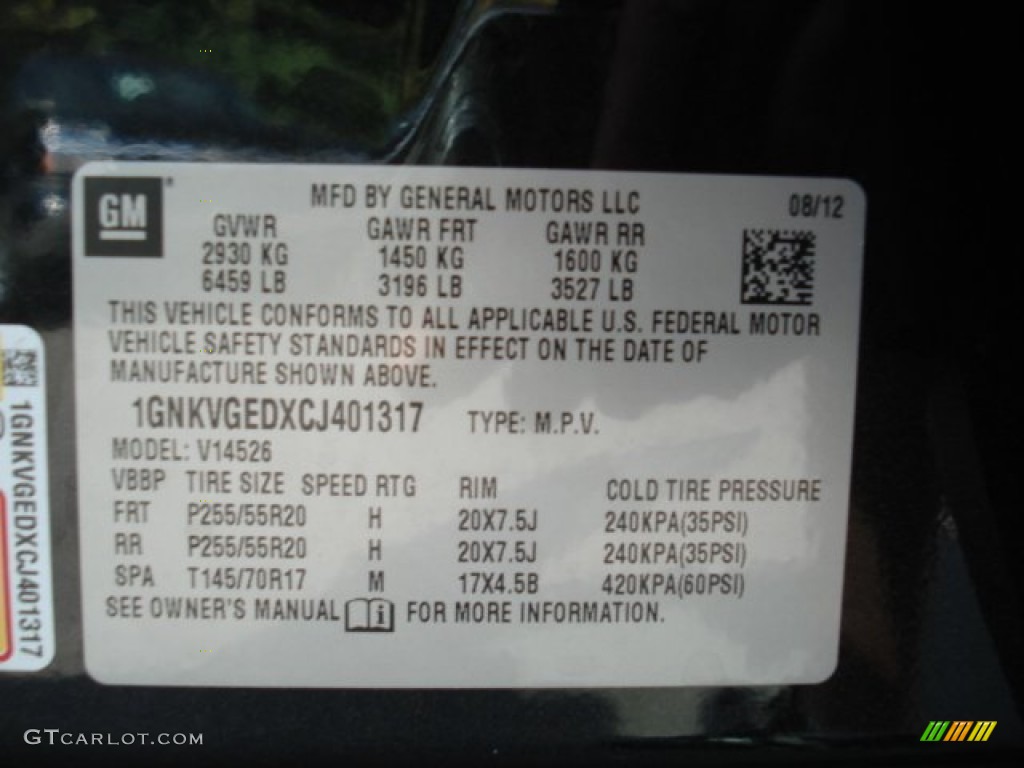 GM
MFD BY GENERAL MOTORS LLC 08/12
GVWR GAWR FRT GAWR RR
2930 KG 1450 KG 1600 KG
6459 LB 3196 LB 3527 LB
THIS VEHICLE CONFORMS TO ALL APPLICABLE U.S. FEDERAL MOTOR
VEHICLE SAFETY STANDARDS IN EFFECT ON THE DATE OF
MANUFACTURE SHOWN ABOVE.
1GNKVGEDXCJ401317 TYPE: M.P.V.
MODEL: V14526
VBBP TIRE SIZE SPEED RTG RIM COLD TIRE PRESSURE
FRT P255/55R20 H 20X7.5J 240KPA(35PSI)
RR P255/55R20 H 20X7.5J 240KPA(35PSI)
SPA T145/70R17 M 17X4.5B 420KPA(60PSI)
SEE OWNER'S MANUAL i FOR MORE INFORMATION.
1GNKVGEDXCJ401317
GTCARLOT.COM